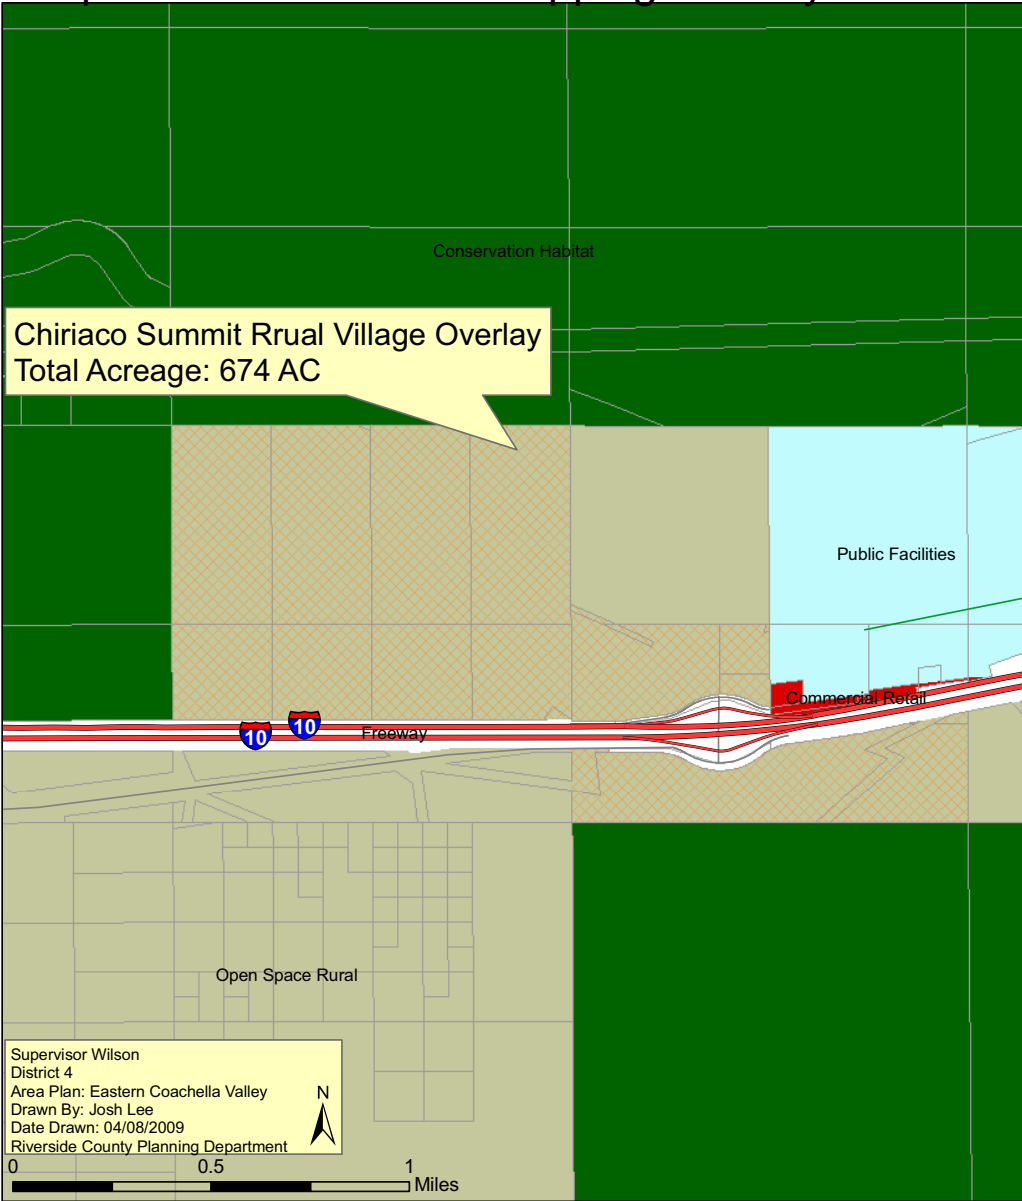 Conservation Habitat
Chiriaco Summit Rrual Village Overlay
Total Acreage: 674 AC
Public Facilities
Commercial Retail
10
10
Freeway
Open Space Rural
Supervisor Wilson
District 4
Area Plan: Eastern Coachella Valley
Drawn By: Josh Lee
Date Drawn: 04/08/2009
Riverside County Planning Department
N
0 0.5 1
Miles